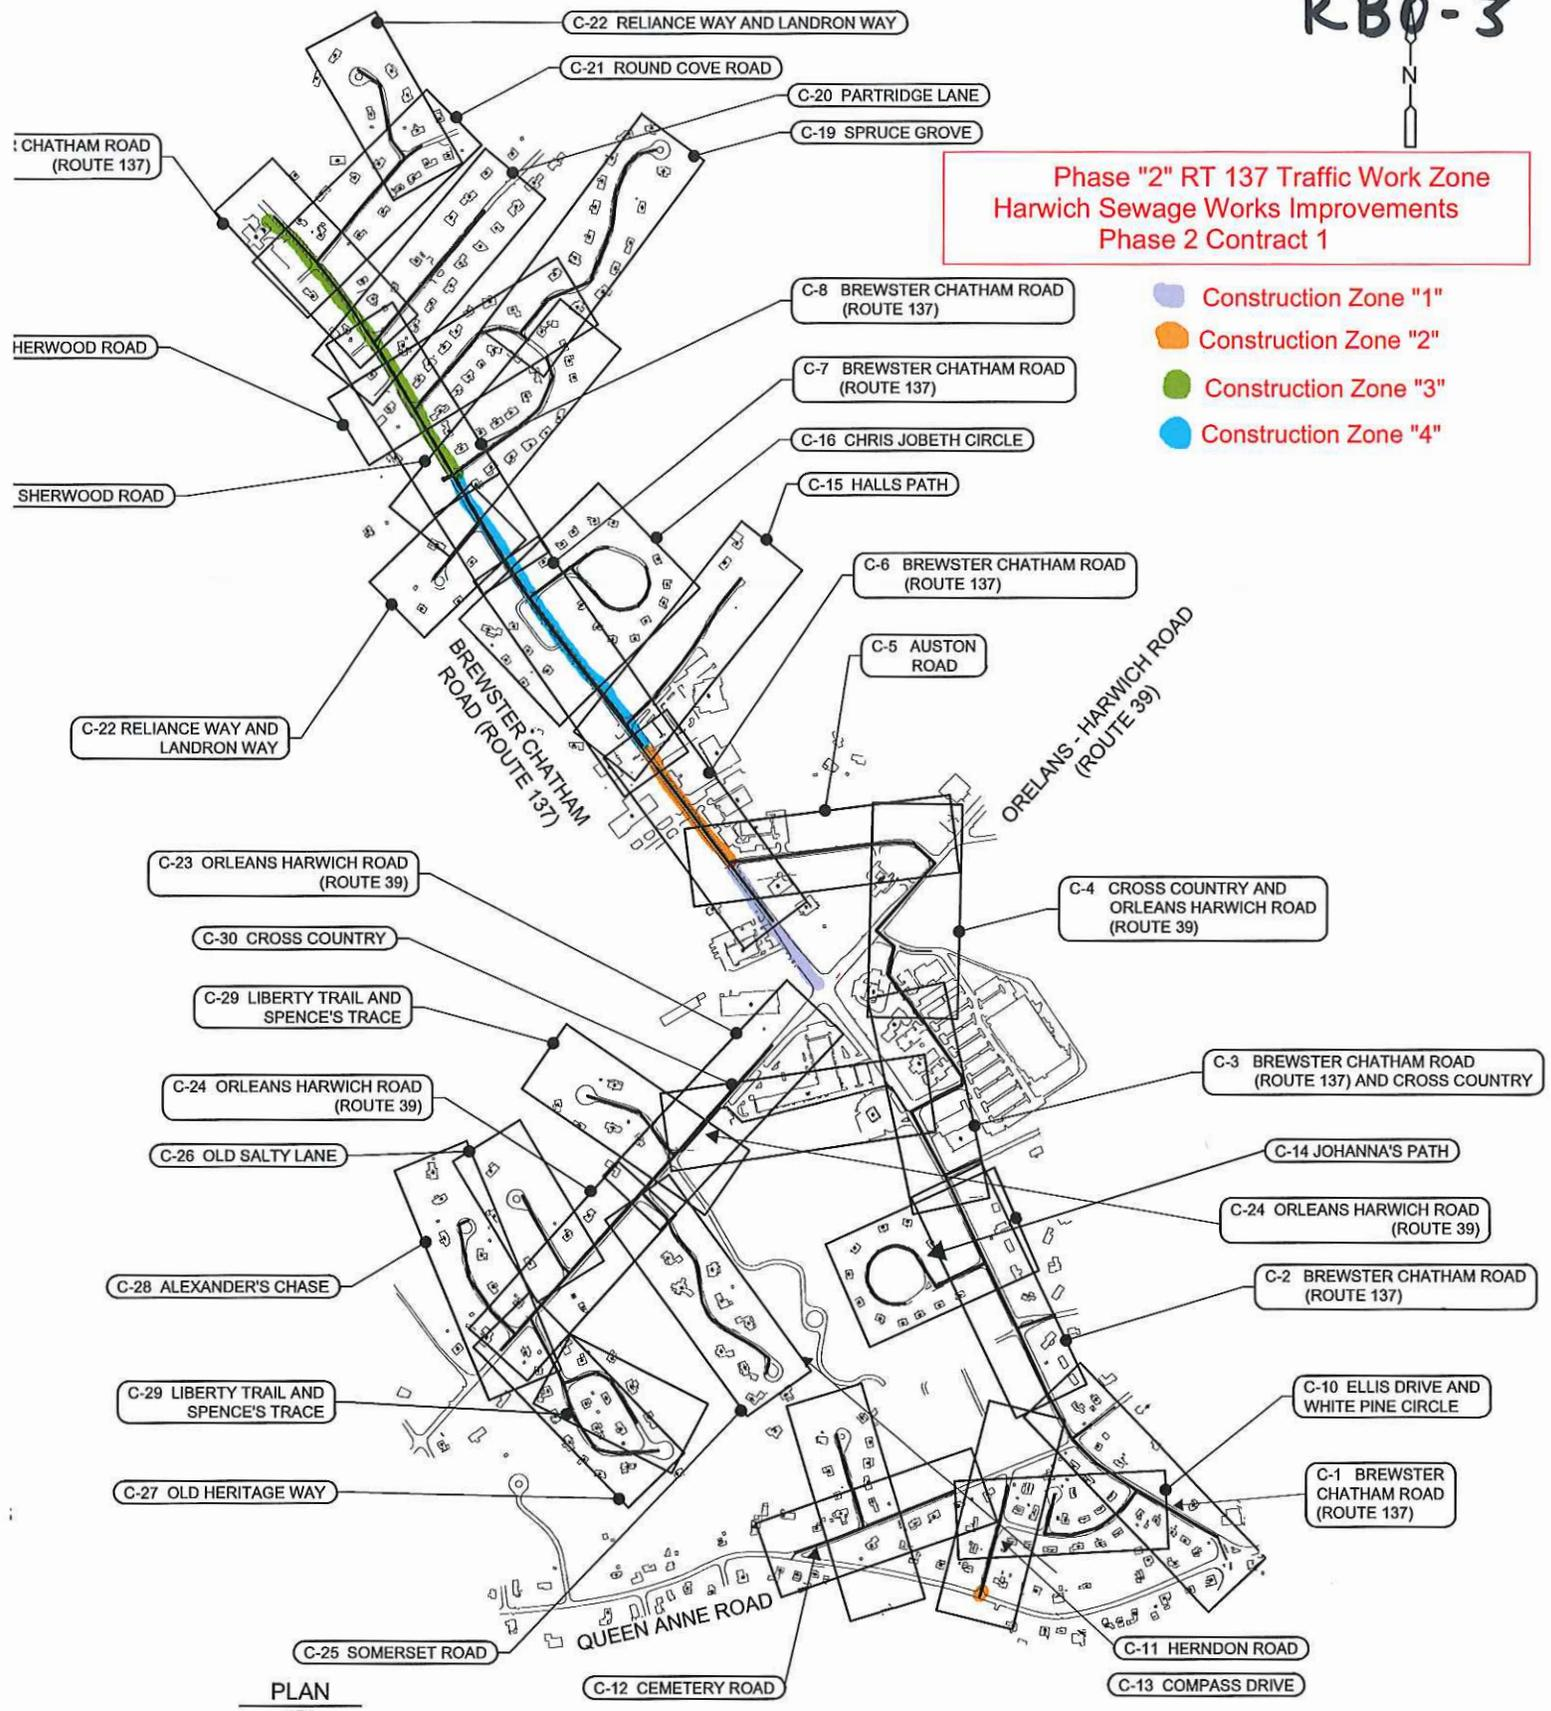 RBO-3
C-22 RELIANCE WAY AND LANDRON WAY
C-21 ROUND COVE ROAD
N
C-20 PARTRIDGE LANE
C-19 SPRUCE GROVE
CHATHAM ROAD
(ROUTE 137)
Phase "2" RT 137 Traffic Work Zone
Harwich Sewage Works Improvements
Phase 2 Contract 1
C-8 BREWSTER CHATHAM ROAD
(ROUTE 137)
Construction Zone "1"
Construction Zone "2"
HERWOOD ROAD
C-7 BREWSTER CHATHAM ROAD
(ROUTE 137)
Construction Zone "3"
Construction Zone "4"
C-16 CHRIS JOBETH CIRCLE
SHERWOOD ROAD
C-15 HALLS PATH
C-6 BREWSTER CHATHAM ROAD
(ROUTE 137)
C-5 AUSTON
ROAD
BREWSTER CHATHAM
ROAD (ROUTE 137)
ORELANS - HARWICH ROAD
(ROUTE 39)
C-22 RELIANCE WAY AND
LANDRON WAY
C-23 ORLEANS HARWICH ROAD
(ROUTE 39)
C-4 CROSS COUNTRY AND
ORLEANS HARWICH ROAD
(ROUTE 39)
C-30 CROSS COUNTRY
C-29 LIBERTY TRAIL AND
SPENCE'S TRACE
C-3 BREWSTER CHATHAM ROAD
(ROUTE 137) AND CROSS COUNTRY
C-24 ORLEANS HARWICH ROAD
(ROUTE 39)
C-26 OLD SALTY LANE
C-14 JOHANNA'S PATH
C-24 ORLEANS HARWICH ROAD
(ROUTE 39)
C-28 ALEXANDER'S CHASE
C-2 BREWSTER CHATHAM ROAD
(ROUTE 137)
C-29 LIBERTY TRAIL AND
SPENCE'S TRACE
C-10 ELLIS DRIVE AND
WHITE PINE CIRCLE
C-27 OLD HERITAGE WAY
C-1 BREWSTER
CHATHAM ROAD
(ROUTE 137)
QUEEN ANNE ROAD
C-25 SOMERSET ROAD
C-11 HERNDON ROAD
C-12 CEMETERY ROAD
C-13 COMPASS DRIVE
PLAN